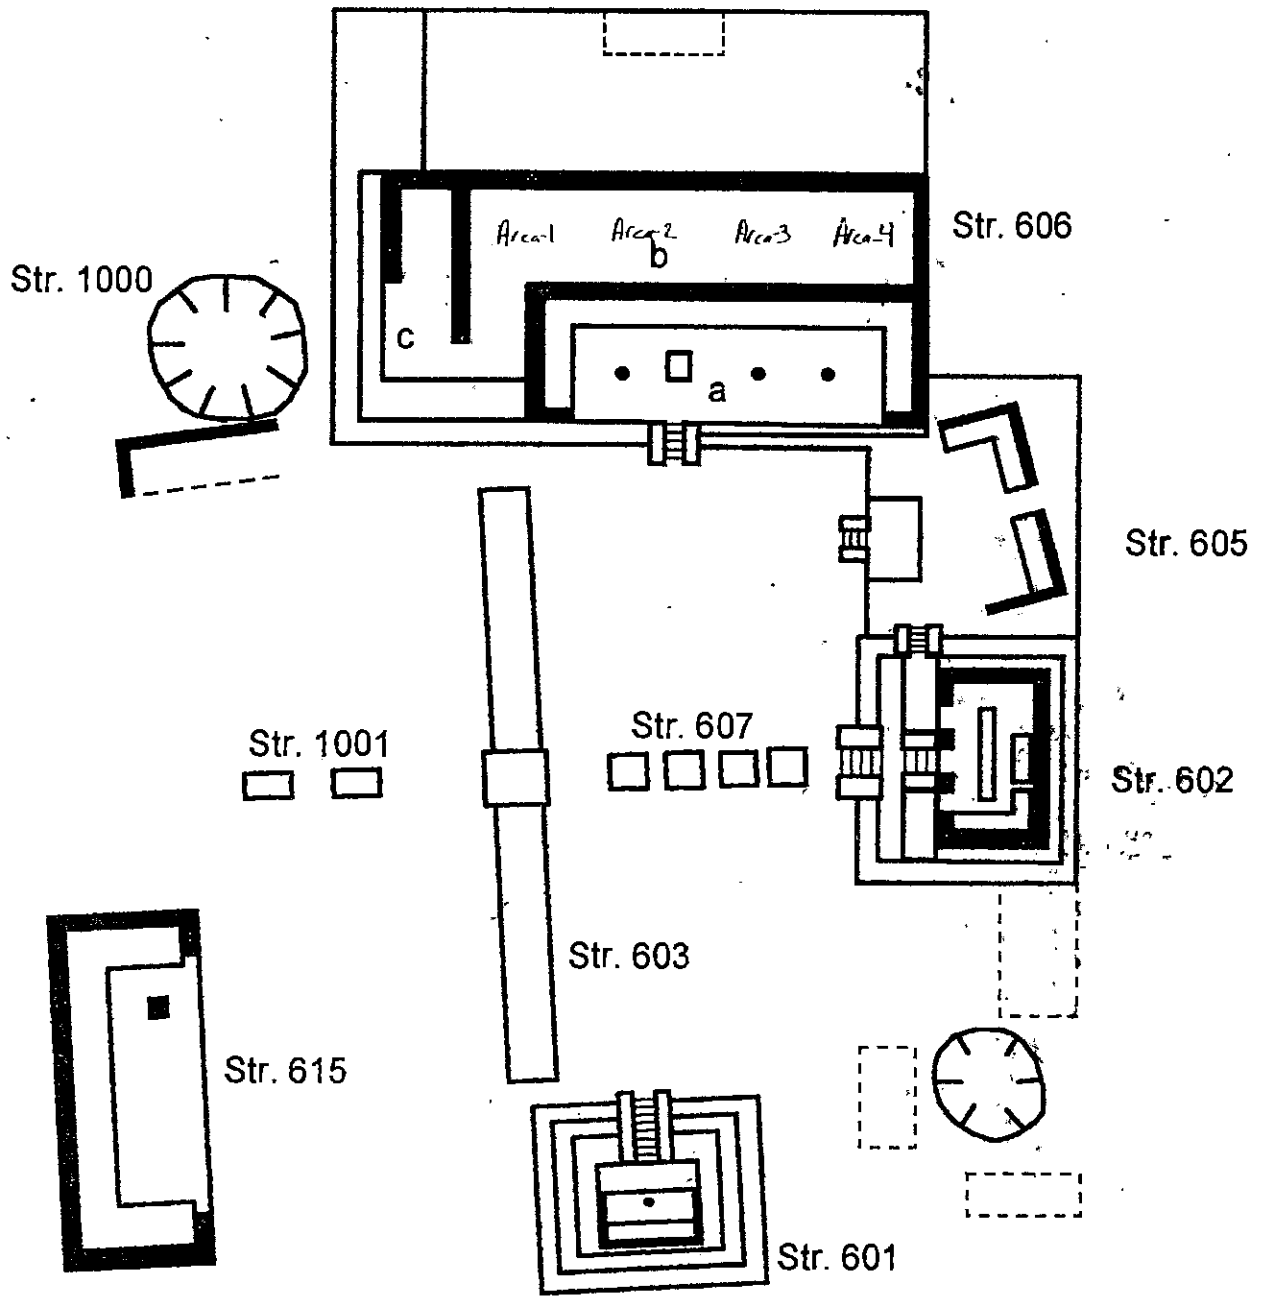 Area-1 Area-2 Area-3 Area-4
Str. 606
b
Str. 1000
c
a
Str. 605
Str. 607
Str. 1001
Str. 602
Str. 603
Str. 615
Str. 601